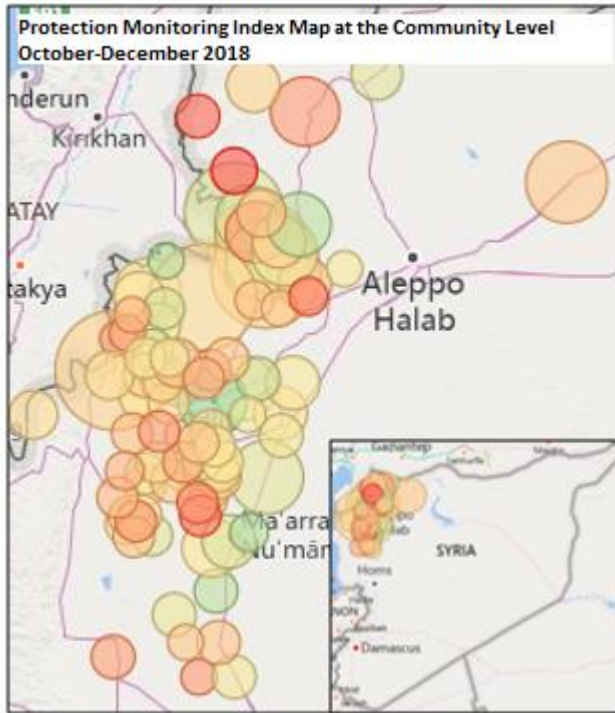 Protection Monitoring Index Map at the Community Level
October-December 2018
nderun
Kirikhan
ATAY
takya
Aleppo
Halab
Ma'arra
Nu'mān
Gaziantep
SYRIA
Homs
NON
Damascus